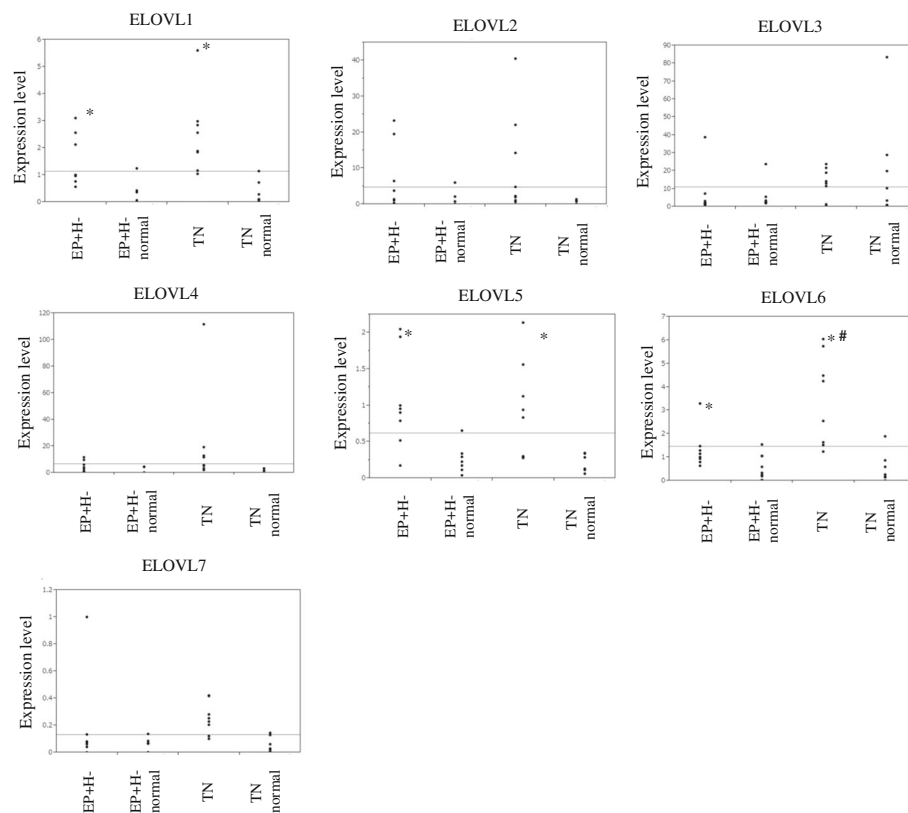 ELOVL1
Expression level
6
5
4
3
2
1
0
*
*
EP+H-
EP+H-
normal
TN
TN
normal
ELOVL2
Expression level
40
30
20
10
0
EP+H-
EP+H-
normal
TN
TN
normal
ELOVL3
Expression level
90
80
70
60
50
40
30
20
10
0
EP+H-
EP+H-
normal
TN
TN
normal
ELOVL4
Expression level
120
100
80
60
40
20
0
EP+H-
EP+H-
normal
TN
TN
normal
ELOVL5
Expression level
2
1.5
1
0.5
0
*
*
EP+H-
EP+H-
normal
TN
TN
normal
ELOVL6
Expression level
7
6
5
4
3
2
1
0
*
* #
EP+H-
EP+H-
normal
TN
TN
normal
ELOVL7
Expression level
1.2
1
0.8
0.6
0.4
0.2
0
EP+H-
EP+H-
normal
TN
TN
normal